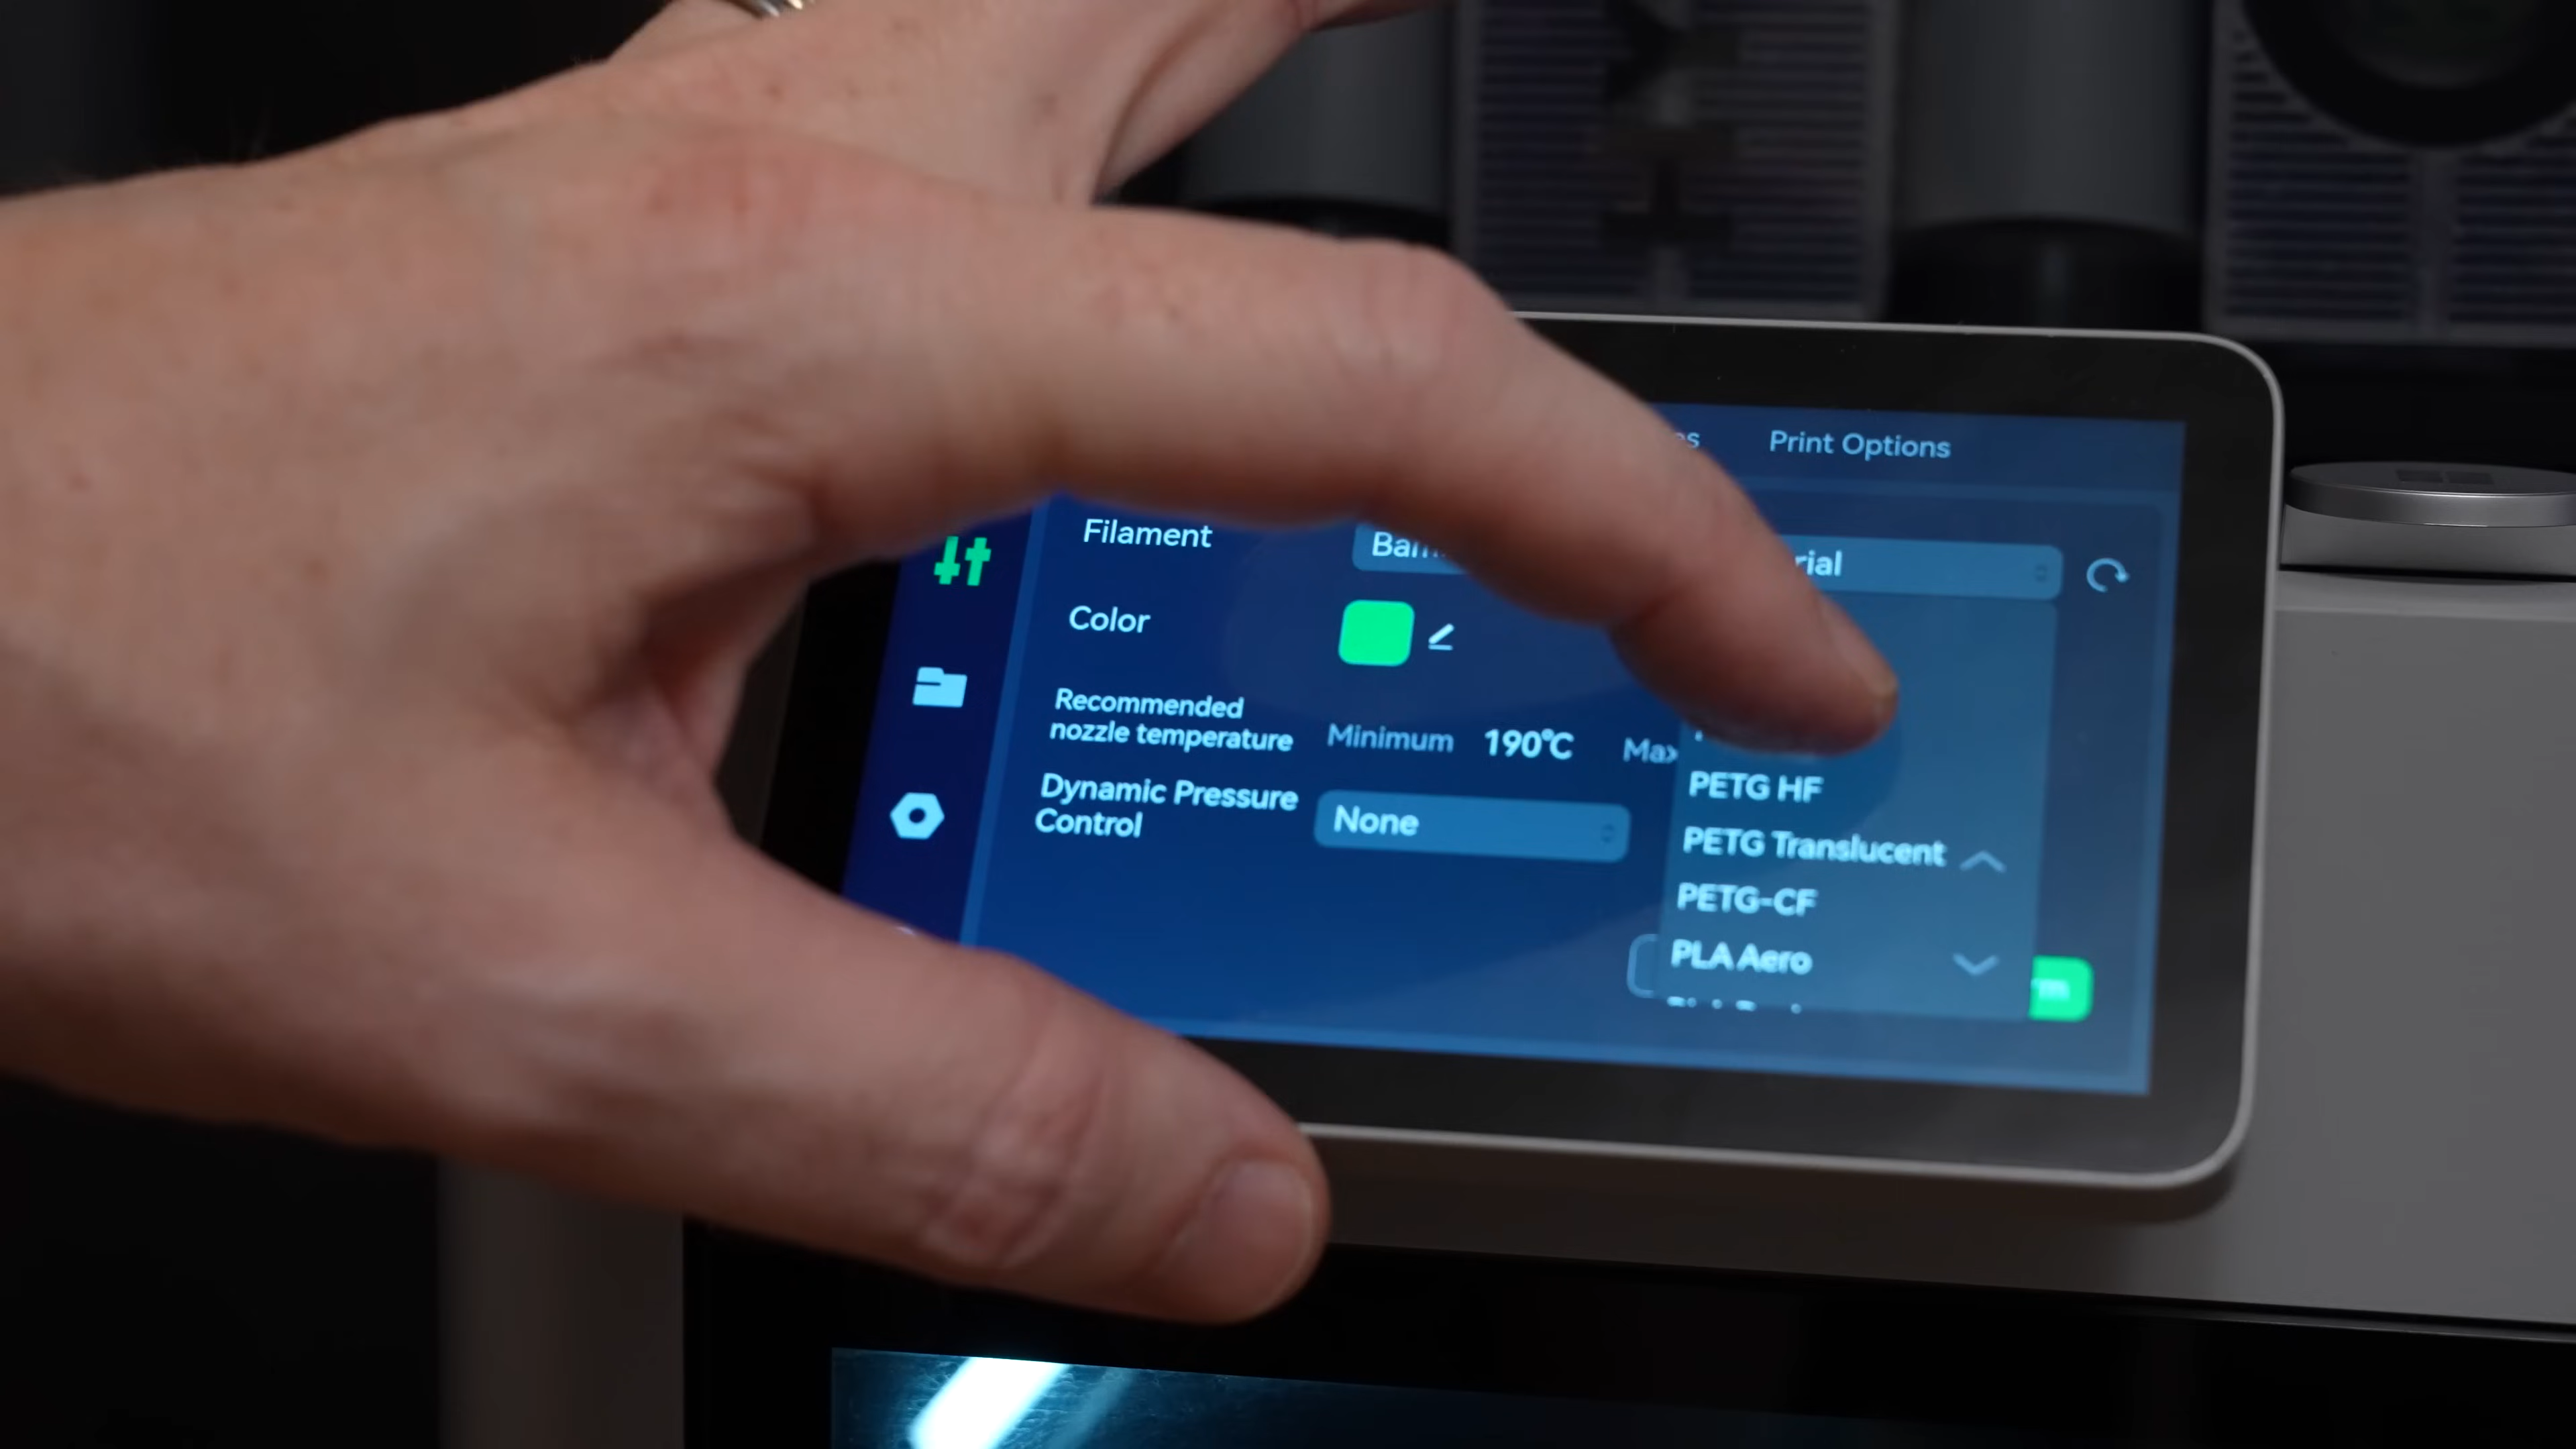 Print Options
Filament
Color
Recommended
nozzle temperature
Minimum 190°C
Dynamic Pressure
Control
None
PETG HF
PETG Translucent
PETG-CF
PLA Aero